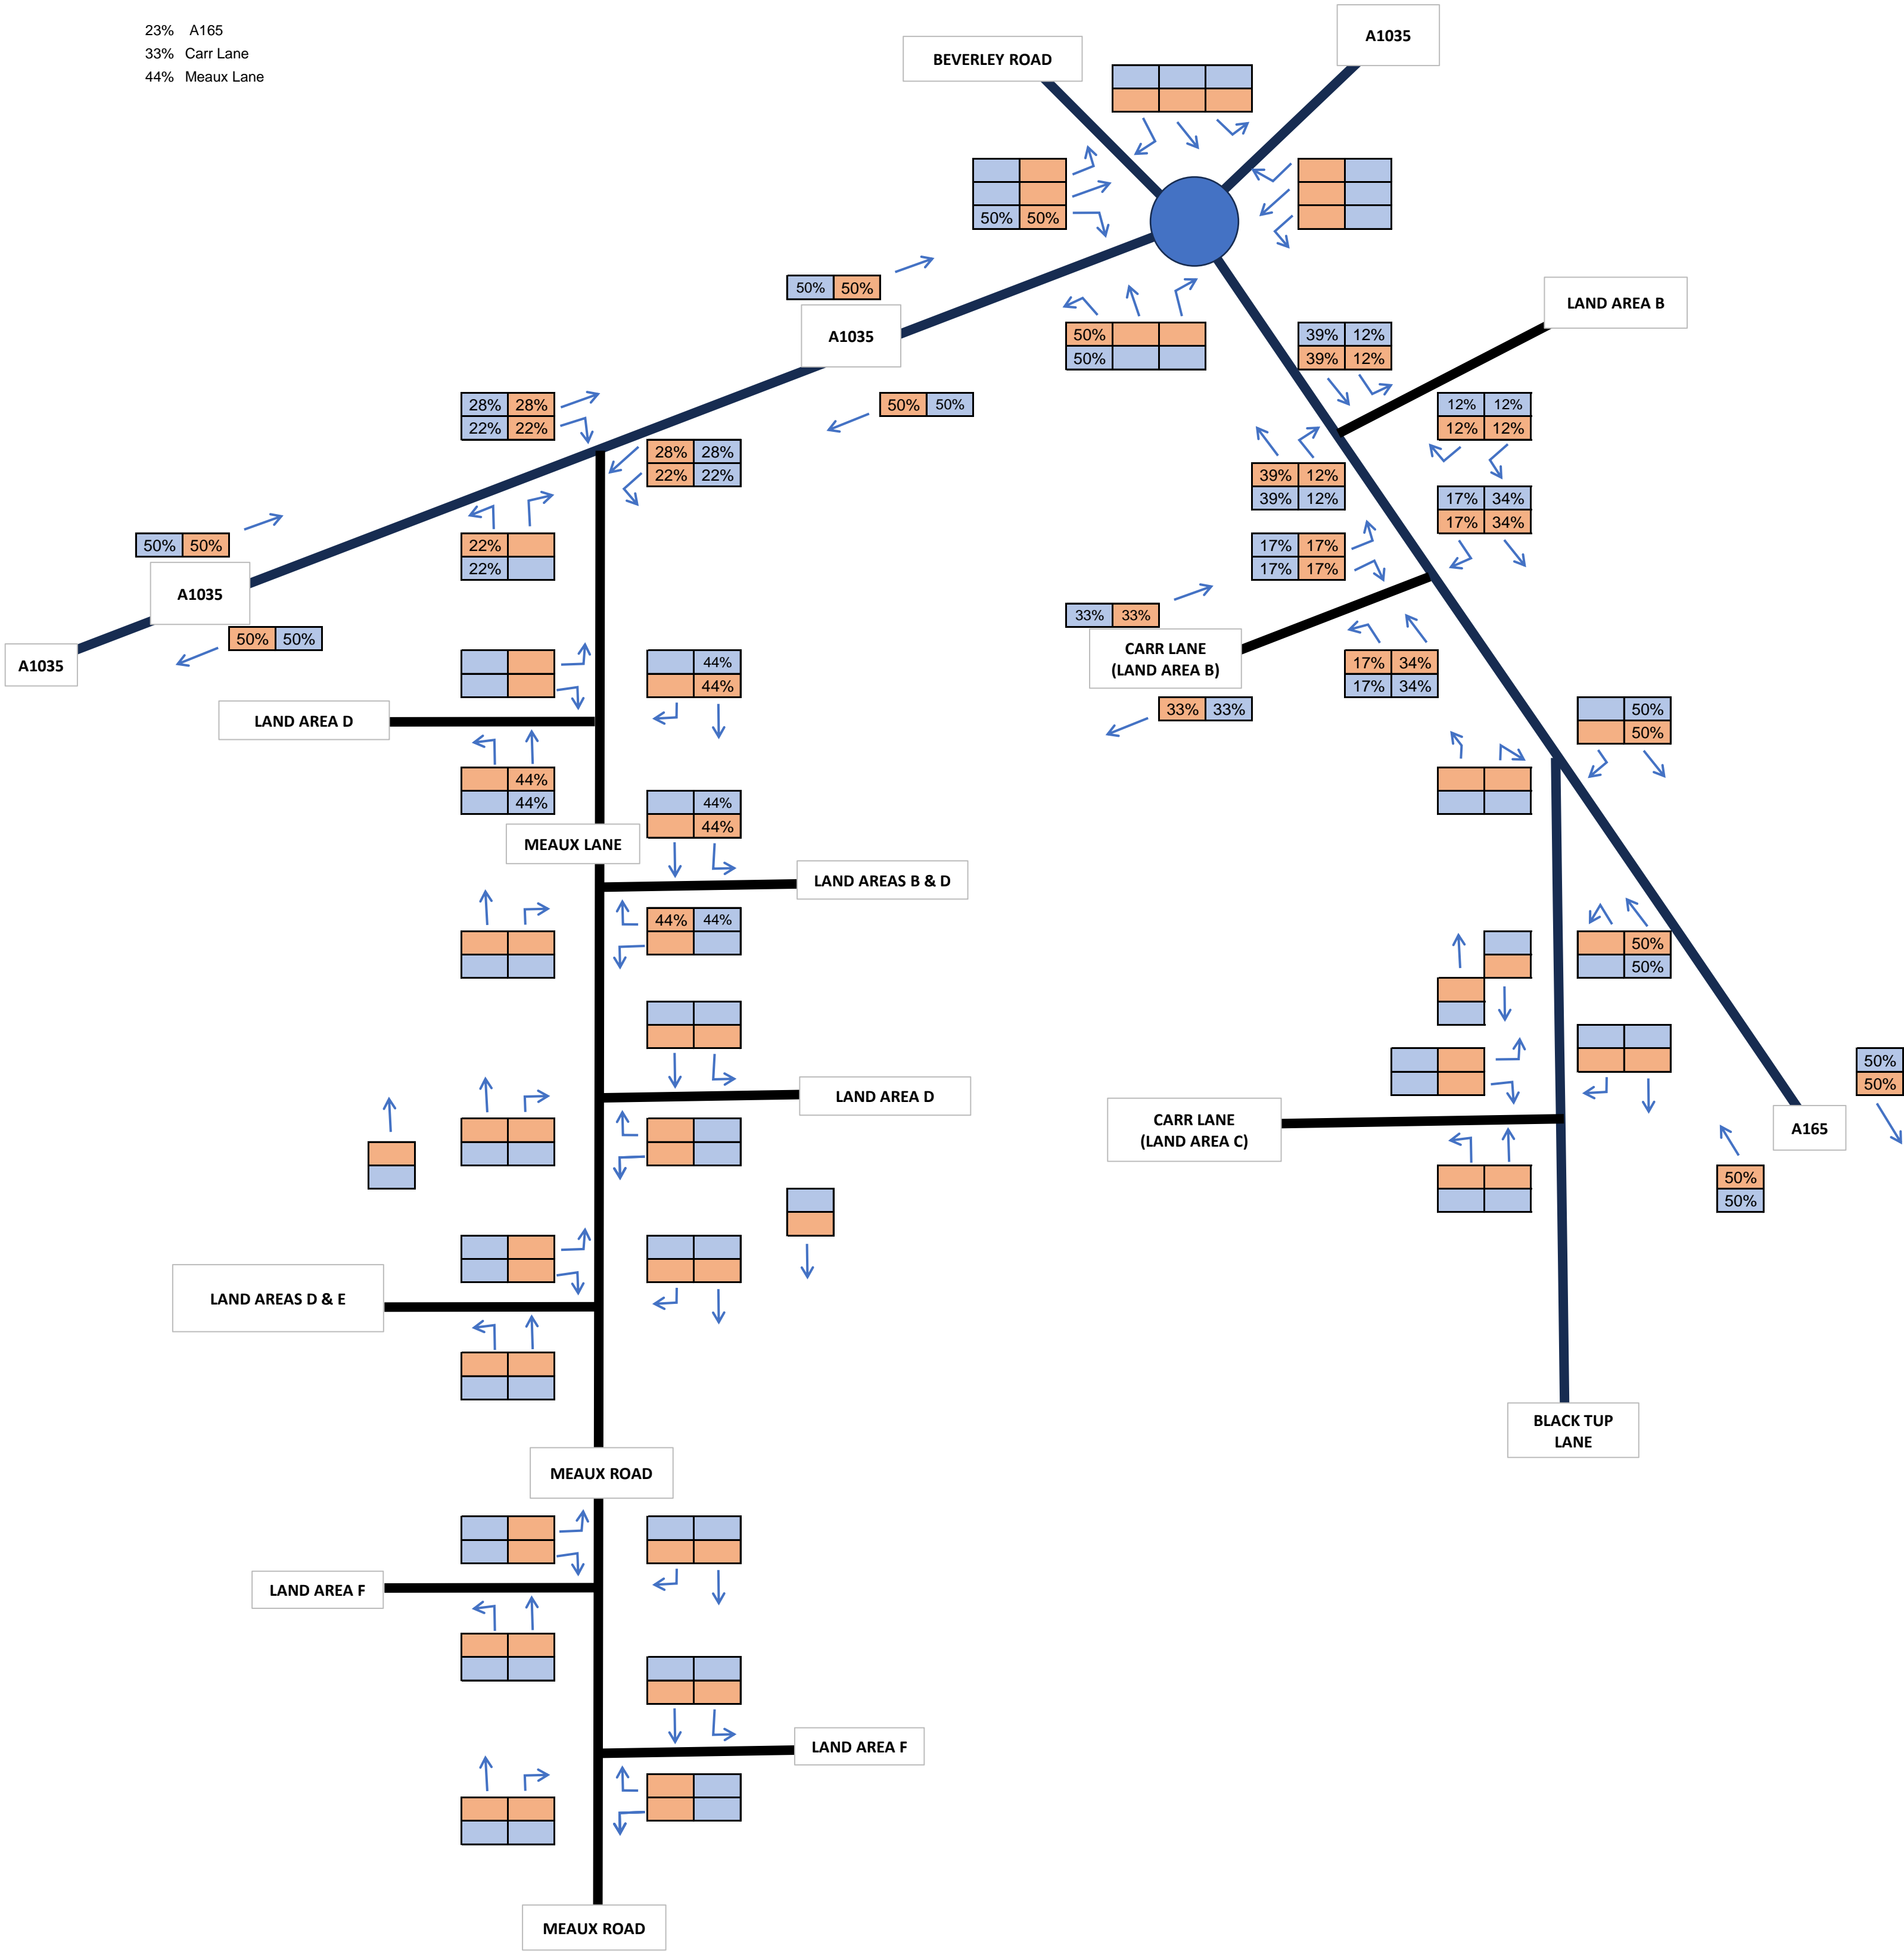 23% A165
33% Carr Lane
44% Meaux Lane
A1035
BEVERLEY ROAD
50% 50%
50% 50%
LAND AREA B
A1035
50%
50%
39% 12%
39% 12%
28% 28%
22% 22%
50% 50%
12% 12%
12% 12%
28% 28%
22% 22%
39% 12%
39% 12%
17% 34%
17% 34%
50% 50%
22%
22%
17% 17%
17% 17%
A1035
33% 33%
50% 50%
A1035
CARR LANE
(LAND AREA B)
44%
44%
17% 34%
17% 34%
33% 33%
LAND AREA D
50%
50%
44%
44%
44%
44%
MEAUX LANE
LAND AREAS B & D
44% 44%
50%
50%
50%
50%
LAND AREA D
CARR LANE
(LAND AREA C)
A165
50%
50%
LAND AREAS D & E
BLACK TUP
LANE
MEAUX ROAD
LAND AREA F
LAND AREA F
MEAUX ROAD